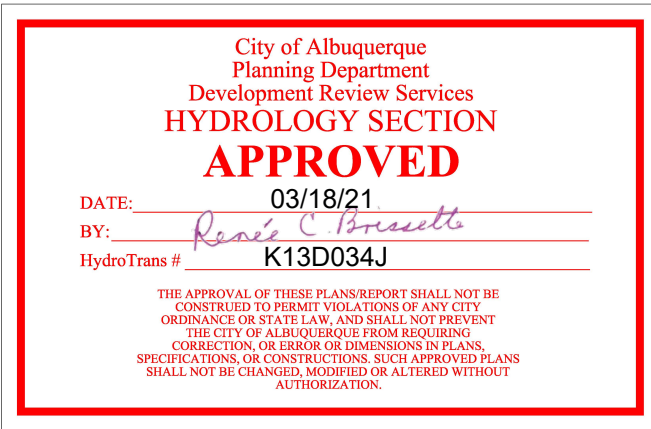 City of Albuquerque
Planning Department
Development Review Services
HYDROLOGY SECTION
APPROVED
DATE: 03/18/21
BY: Renée C. Brissette
HydroTrans # K13D034J
THE APPROVAL OF THESE PLANS/REPORT SHALL NOT BE
CONSTRUED TO PERMIT VIOLATIONS OF ANY CITY
ORDINANCE OR STATE LAW, AND SHALL NOT PREVENT
THE CITY OF ALBUQUERQUE FROM REQUIRING
CORRECTION, OR ERROR OR DIMENSIONS IN PLANS,
SPECIFICATIONS, OR CONSTRUCTIONS. SUCH APPROVED PLANS
SHALL NOT BE CHANGED, MODIFIED OR ALTERED WITHOUT
AUTHORIZATION.